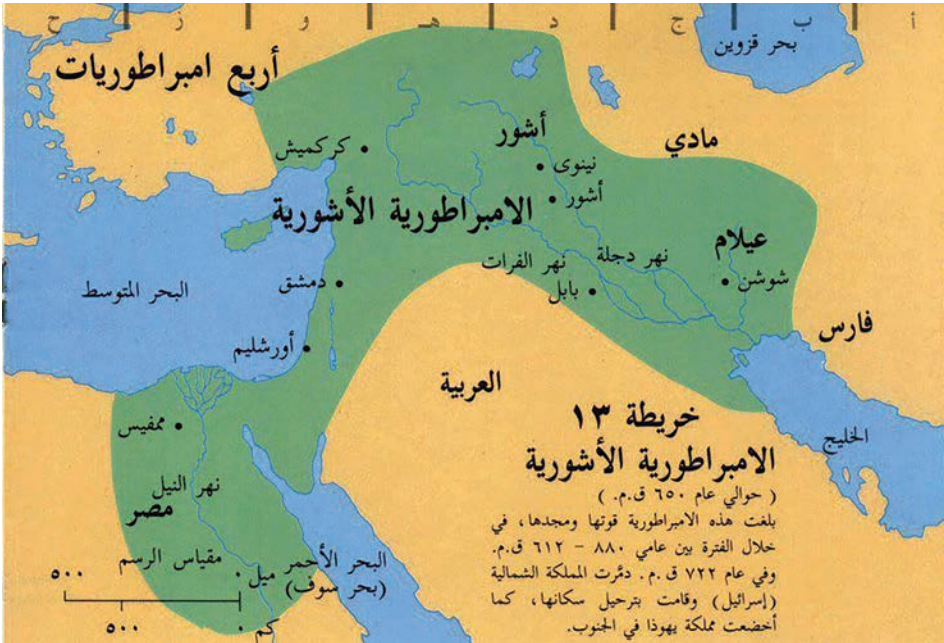 أ ب ج د هـ و ز ح
أربع امبراطوريات
بحر قزوين
مادي
أشور
نينوى
كركميش
أشور
الامبراطورية الأشورية
عيلام
شوشن
نهر دجلة
نهر الفرات
بابل
دمشق
البحر المتوسط
فارس
أورشليم
العربية
الخليج
ممفيس
نهر النيل
مصر
البحر الأحمر
(بحر سوف)
مقياس الرسم
ميل ٠ ٥٠٠
كم ٠ ٥٠٠
خريطة ١٣
الامبراطورية الأشورية
( حوالي عام ٦٥٠ ق.م. )
بلغت هذه الامبراطورية قوتها ومجدها، في
خلال الفترة بين عامي ٨٨٠ – ٦١٢ ق.م.
وفي عام ٧٢٢ ق.م. دمَّرت المملكة الشمالية
(إسرائيل) وقامت بترحيل سكانها، كما
أخضعت مملكة يهوذا في الجنوب.